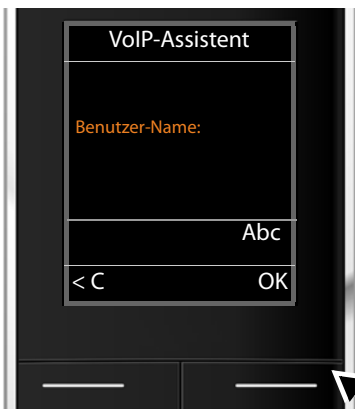 VoIP-Assistent
Benutzer-Name:
Abc
< C OK